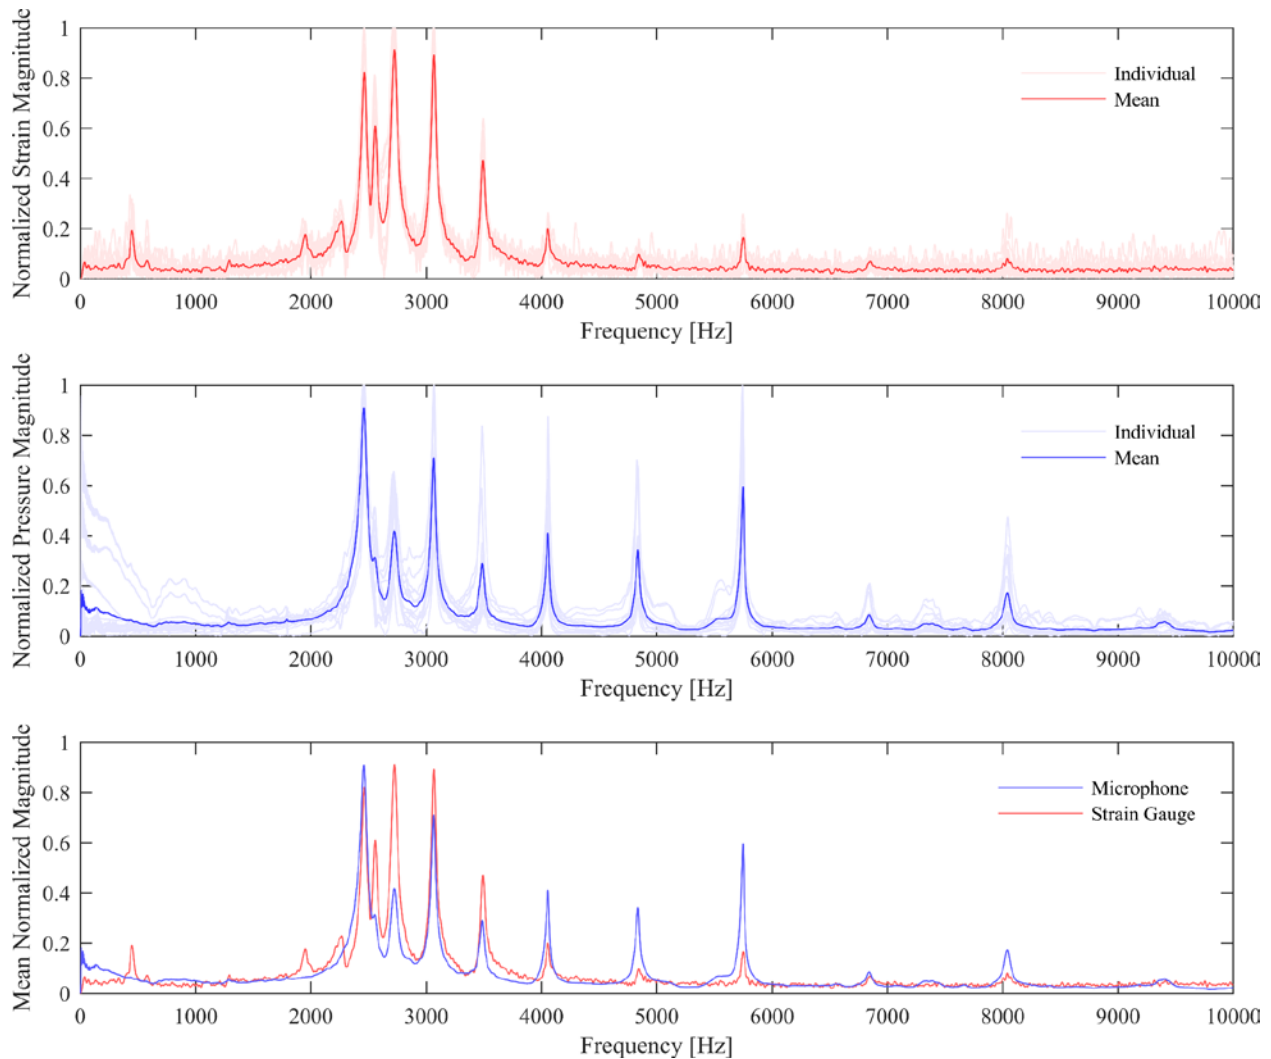 Normalized Strain Magnitude
1
0.8
0.6
0.4
0.2
0
Individual
Mean
0 1000 2000 3000 4000 5000 6000 7000 8000 9000 10000
Frequency [Hz]
Normalized Pressure Magnitude
1
0.8
0.6
0.4
0.2
0
Individual
Mean
0 1000 2000 3000 4000 5000 6000 7000 8000 9000 10000
Frequency [Hz]
Mean Normalized Magnitude
1
0.8
0.6
0.4
0.2
0
Microphone
Strain Gauge
0 1000 2000 3000 4000 5000 6000 7000 8000 9000 10000
Frequency [Hz]